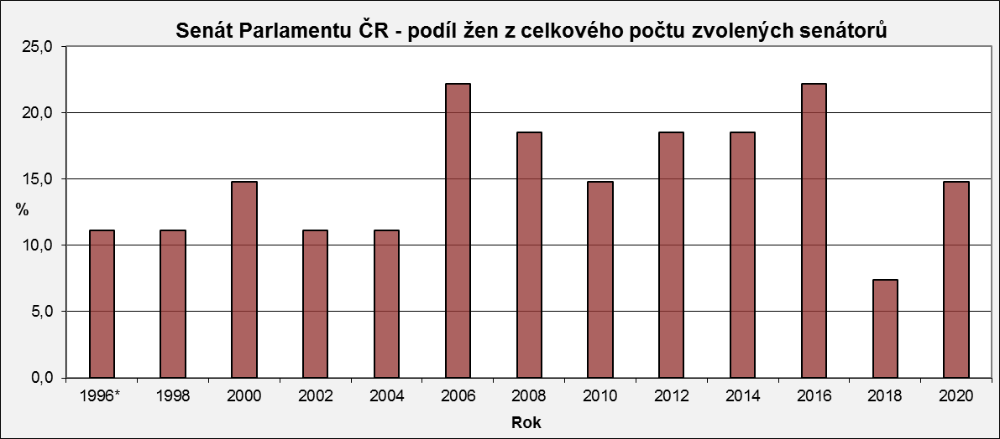 Senát Parlamentu ČR - podíl žen z celkového počtu zvolených senátorů
25,0
20,0
15,0
%
10,0
5,0
0,0
1996* 1998 2000 2002 2004 2006 2008 2010 2012 2014 2016 2018 2020
Rok